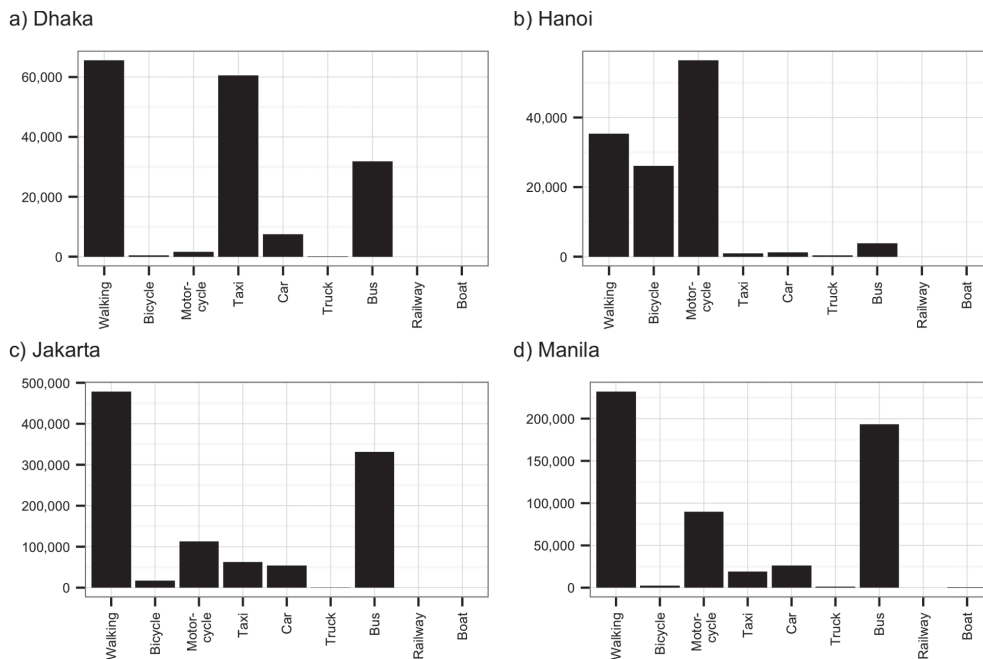 a) Dhaka
60,000
40,000
20,000
0
Walking
Bicycle
Motor-
cycle
Taxi
Car
Truck
Bus
Railway
Boat
b) Hanoi
40,000
20,000
0
Walking
Bicycle
Motor-
cycle
Taxi
Car
Truck
Bus
Railway
Boat
c) Jakarta
500,000
400,000
300,000
200,000
100,000
0
Walking
Bicycle
Motor-
cycle
Taxi
Car
Truck
Bus
Railway
Boat
d) Manila
200,000
150,000
100,000
50,000
0
Walking
Bicycle
Motor-
cycle
Taxi
Car
Truck
Bus
Railway
Boat